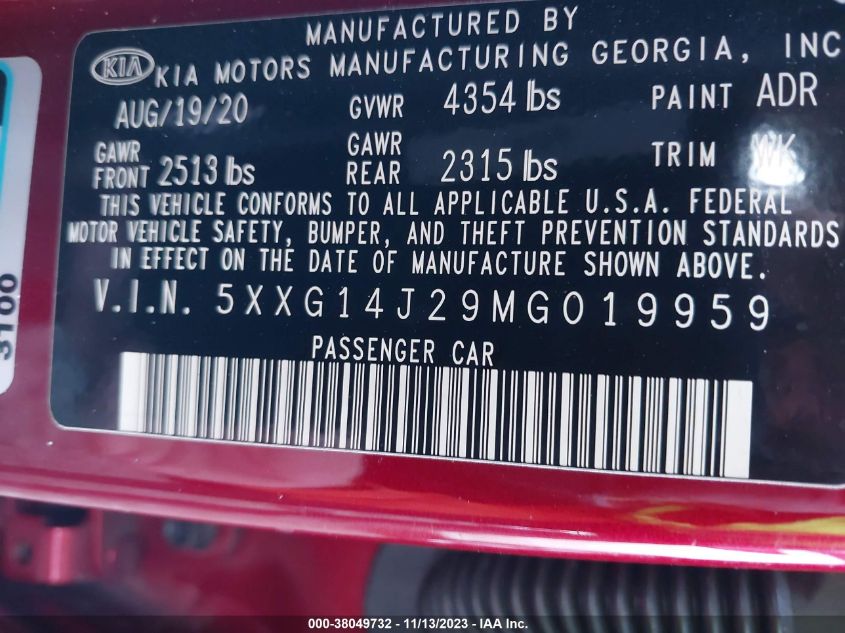 MANUFACTURED BY
KIA KIA MOTORS MANUFACTURING GEORGIA, INC
AUG/19/20 GVWR 4354 lbs PAINT ADR
GAWR FRONT 2513 lbs GAWR REAR 2315 lbs TRIM WK
THIS VEHICLE CONFORMS TO ALL APPLICABLE U.S.A. FEDERAL
MOTOR VEHICLE SAFETY, BUMPER, AND THEFT PREVENTION STANDARDS
IN EFFECT ON THE DATE OF MANUFACTURE SHOWN ABOVE.
V.I.N. 5XXG14J29MG019959
PASSENGER CAR
3100
000-38049732 - 11/13/2023 - IAA Inc.